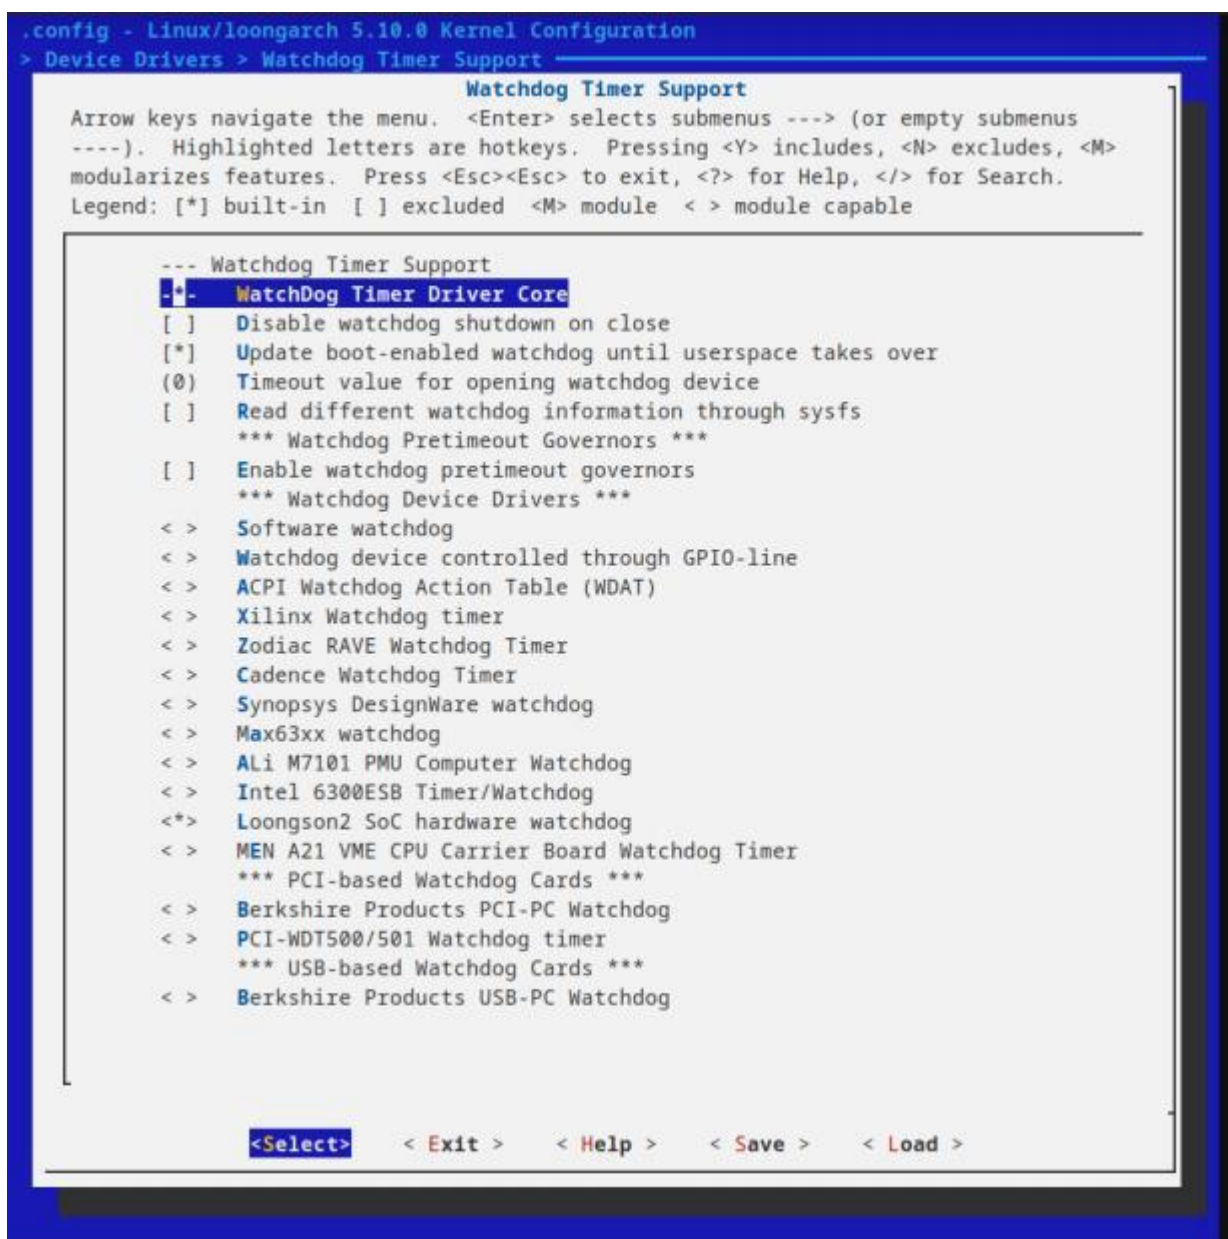 .config - Linux/loongarch 5.10.0 Kernel Configuration
> Device Drivers > Watchdog Timer Support
Watchdog Timer Support
Arrow keys navigate the menu.  <Enter> selects submenus ---> (or empty submenus
----).  Highlighted letters are hotkeys.  Pressing <Y> includes, <N> excludes, <M>
modularizes features.  Press <Esc><Esc> to exit, <?> for Help, </> for Search.
Legend: [*] built-in  [ ] excluded  <M> module  < > module capable
--- Watchdog Timer Support
-*-   WatchDog Timer Driver Core
[ ]   Disable watchdog shutdown on close
[*]   Update boot-enabled watchdog until userspace takes over
(0)   Timeout value for opening watchdog device
[ ]   Read different watchdog information through sysfs
*** Watchdog Pretimeout Governors ***
[ ]   Enable watchdog pretimeout governors
*** Watchdog Device Drivers ***
< >   Software watchdog
< >   Watchdog device controlled through GPIO-line
< >   ACPI Watchdog Action Table (WDAT)
< >   Xilinx Watchdog timer
< >   Zodiac RAVE Watchdog Timer
< >   Cadence Watchdog Timer
< >   Synopsys DesignWare watchdog
< >   Max63xx watchdog
< >   ALi M7101 PMU Computer Watchdog
< >   Intel 6300ESB Timer/Watchdog
<*>   Loongson2 SoC hardware watchdog
< >   MEN A21 VME CPU Carrier Board Watchdog Timer
*** PCI-based Watchdog Cards ***
< >   Berkshire Products PCI-PC Watchdog
< >   PCI-WDT500/501 Watchdog timer
*** USB-based Watchdog Cards ***
< >   Berkshire Products USB-PC Watchdog
<Select>    < Exit >    < Help >    < Save >    < Load >